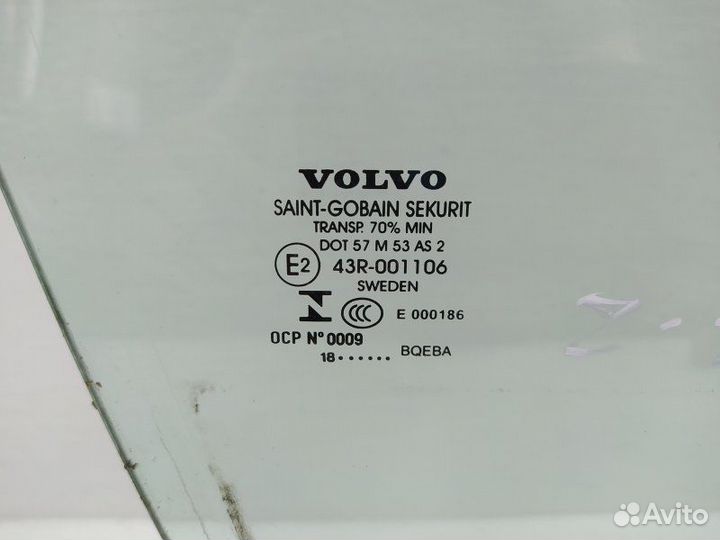 VOLVO
SAINT-GOBAIN SEKURIT
TRANSP. 70% MIN
DOT 57 M 53 AS 2
E2 43R-001106
SWEDEN
N CCC E 000186
OCP N° 0009
18...... BQEBA
Avito